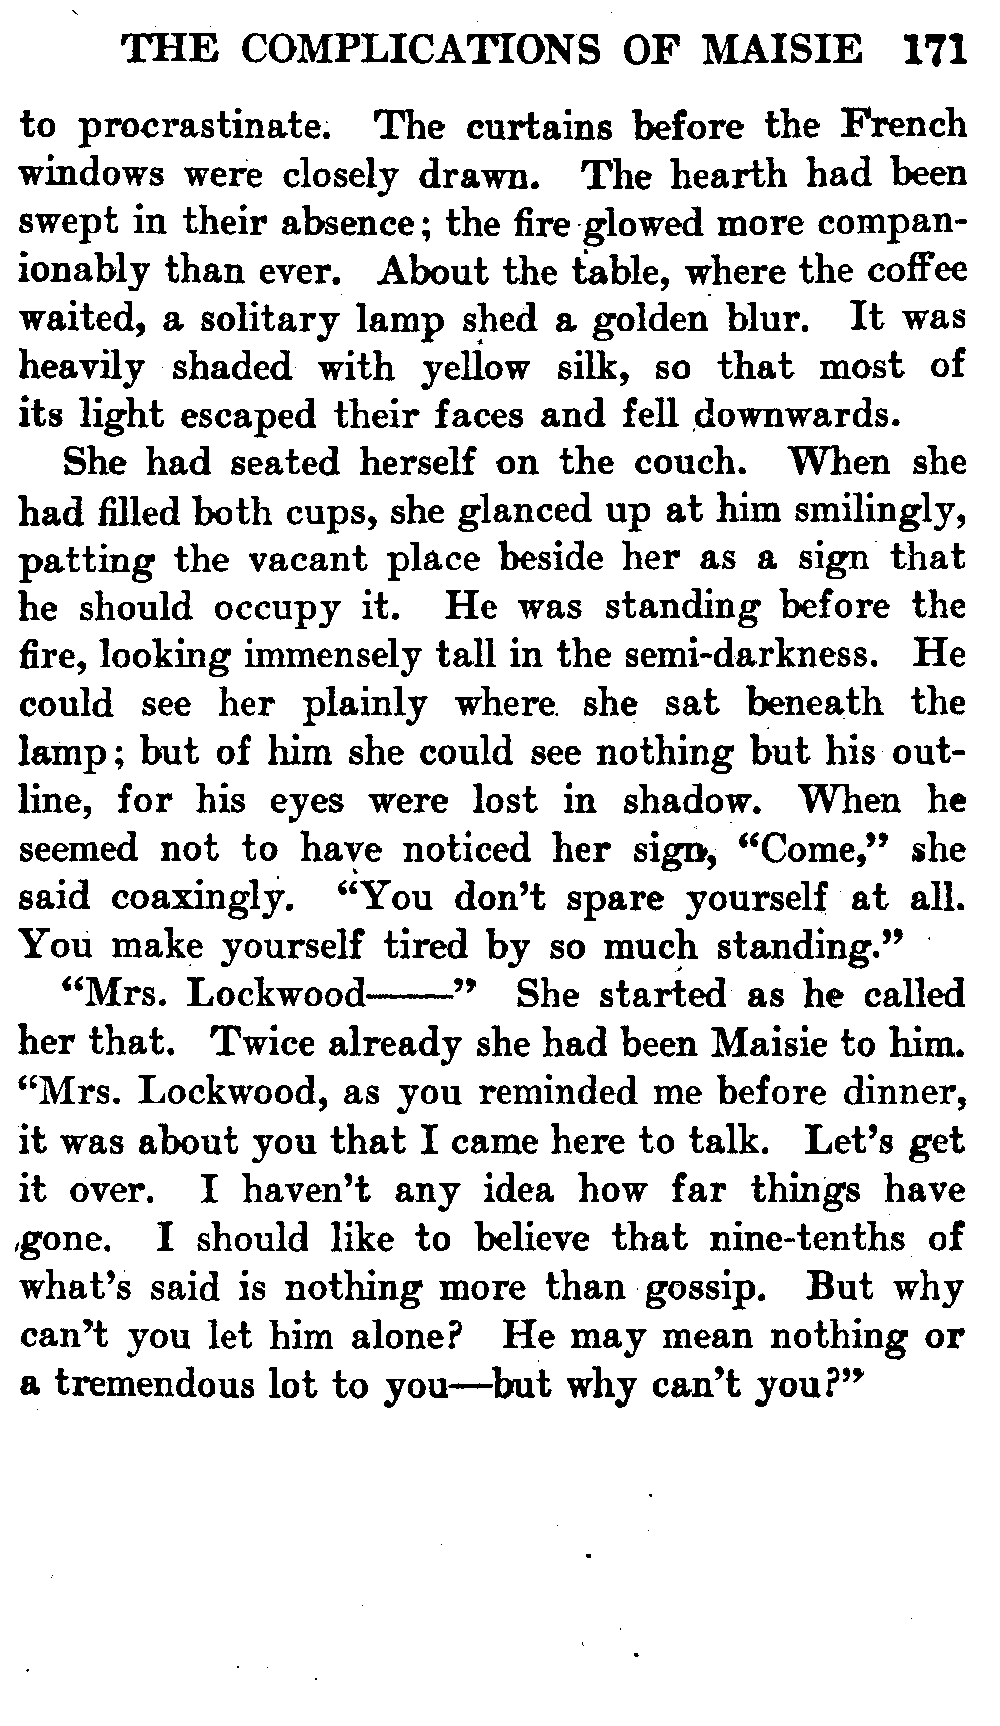 THE COMPLICATIONS OF MAISIE 171
to procrastinate. The curtains before the French
windows were closely drawn. The hearth had been
swept in their absence; the fire glowed more compan-
ionably than ever. About the table, where the coffee
waited, a solitary lamp shed a golden blur. It was
heavily shaded with yellow silk, so that most of
its light escaped their faces and fell downwards.
She had seated herself on the couch. When she
had filled both cups, she glanced up at him smilingly,
patting the vacant place beside her as a sign that
he should occupy it. He was standing before the
fire, looking immensely tall in the semi-darkness. He
could see her plainly where she sat beneath the
lamp; but of him she could see nothing but his out-
line, for his eyes were lost in shadow. When he
seemed not to have noticed her sign, “Come,” she
said coaxingly. “You don’t spare yourself at all.
You make yourself tired by so much standing.”
“Mrs. Lockwood——” She started as he called
her that. Twice already she had been Maisie to him.
“Mrs. Lockwood, as you reminded me before dinner,
it was about you that I came here to talk. Let’s get
it over. I haven’t any idea how far things have
gone. I should like to believe that nine-tenths of
what’s said is nothing more than gossip. But why
can’t you let him alone? He may mean nothing or
a tremendous lot to you—but why can’t you?”